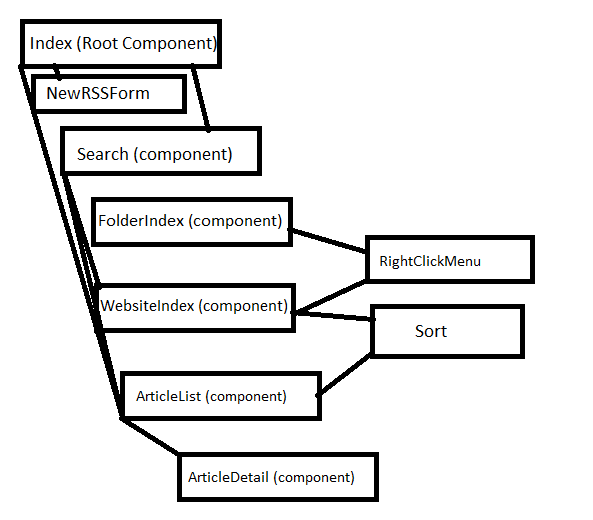 Index (Root Component)
NewRSSForm
Search (component)
FolderIndex (component)
RightClickMenu
WebsiteIndex (component)
Sort
ArticleList (component)
ArticleDetail (component)